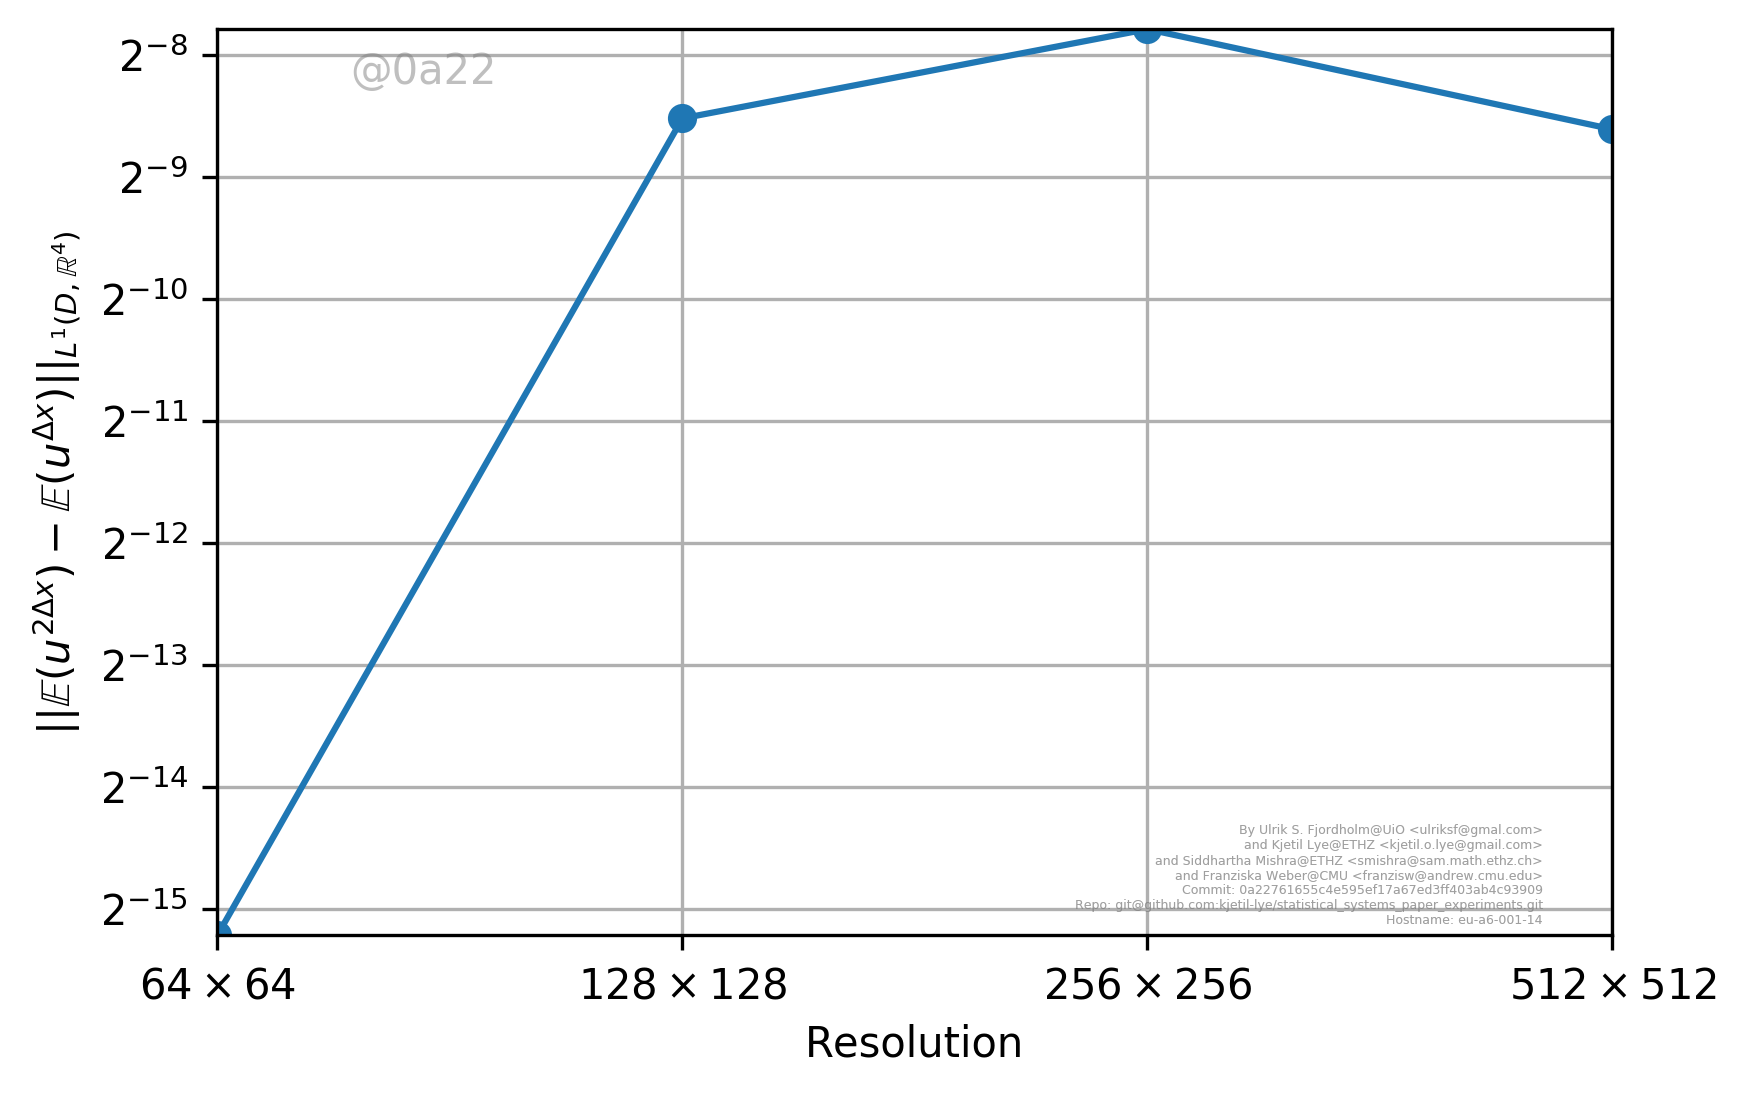 @0a22
2⁻⁸
2⁻⁹
2⁻¹⁰
2⁻¹¹
2⁻¹²
2⁻¹³
2⁻¹⁴
2⁻¹⁵
||𝔼(u^{2Δx}) − 𝔼(u^{Δx})||_{L¹(D, ℝ⁴)}
By Ulrik S. Fjordholm@UiO <ulriksf@gmal.com>
and Kjetil Lye@ETHZ <kjetil.o.lye@gmail.com>
and Siddhartha Mishra@ETHZ <smishra@sam.math.ethz.ch>
and Franziska Weber@CMU <franzisw@andrew.cmu.edu>
Commit: 0a22761655c4e595ef17a67ed3ff403ab4c93909
Repo: git@github.com:kjetil-lye/statistical_systems_paper_experiments.git
Hostname: eu-a6-001-14
64 × 64 128 × 128 256 × 256 512 × 512
Resolution